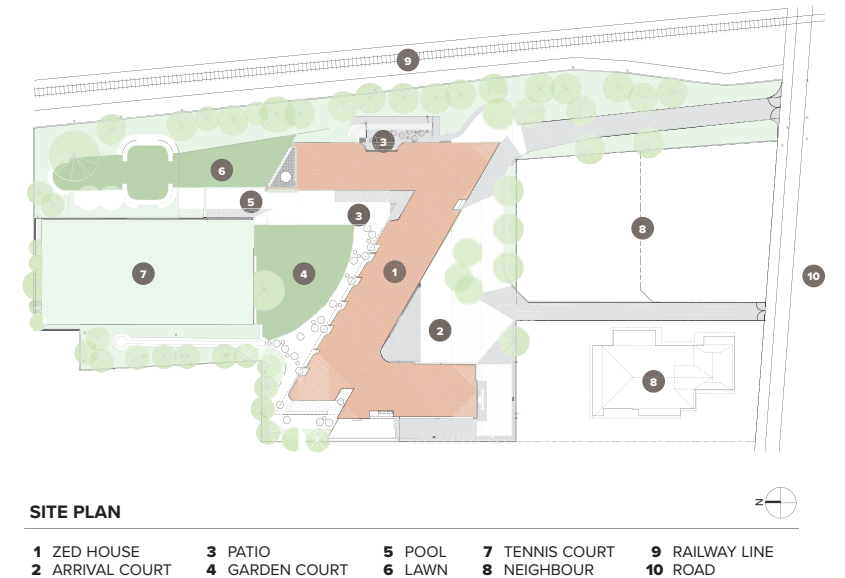 9
3
6
5
3
8
7
4
1
10
2
8
SITE PLAN
N
1 ZED HOUSE
2 ARRIVAL COURT
3 PATIO
4 GARDEN COURT
5 POOL
6 LAWN
7 TENNIS COURT
8 NEIGHBOUR
9 RAILWAY LINE
10 ROAD